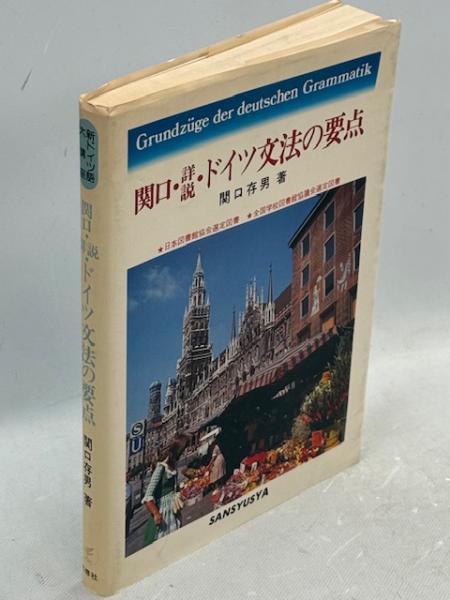 Grundzüge der deutschen Grammatik
関口・詳説・ドイツ文法の要点
関口存男 著
★日本図書館協会選定図書 ★全国学校図書館協議会選定図書
S
U
SANSYUSYA
新ドイツ語
大講座
関口・詳説・ドイツ文法の要点
関口存男 著